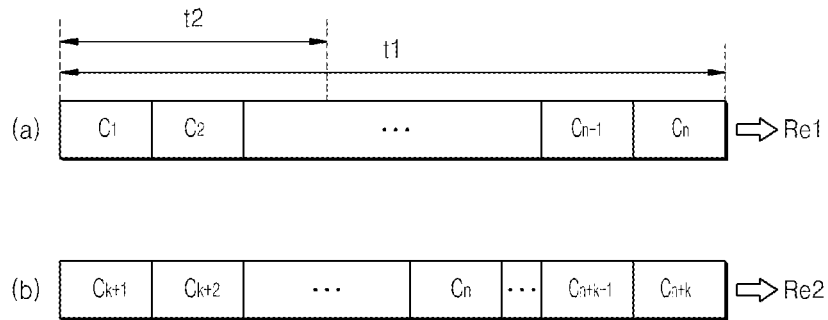 t2
t1
(a) C1 C2 ... Cn-1 Cn Re1
(b) Ck+1 Ck+2 ... Cn ... Cn+k-1 Cn+k Re2